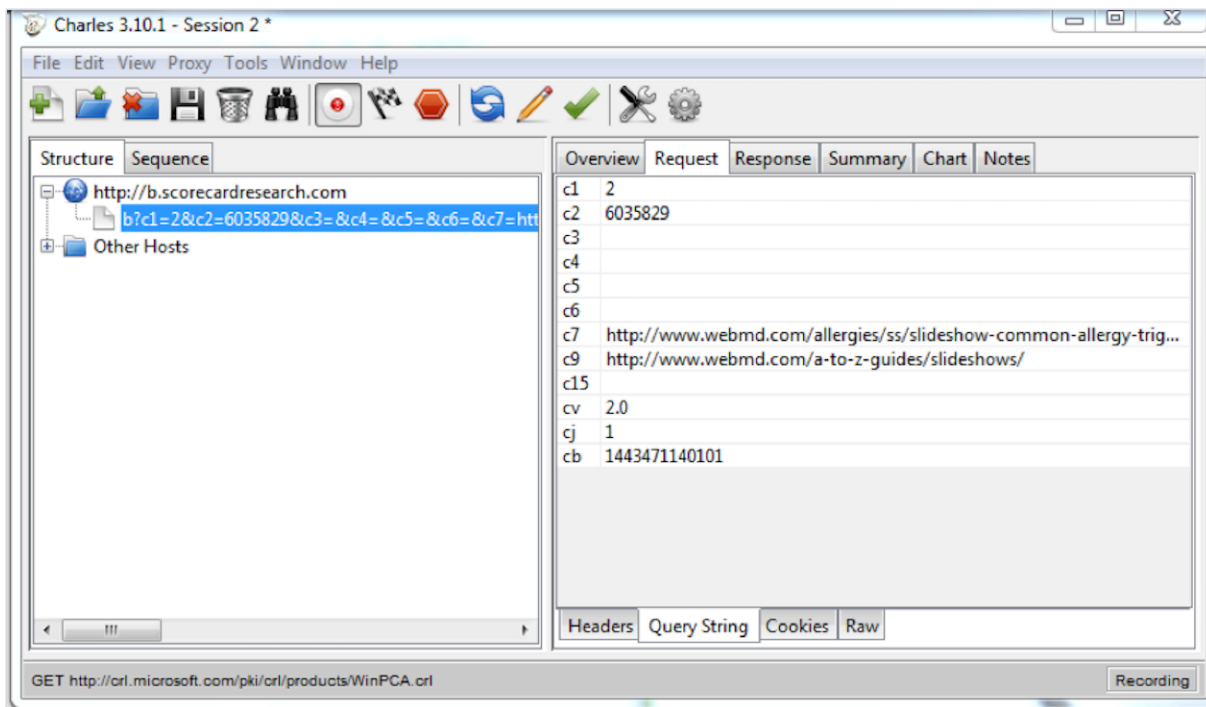 Charles 3.10.1 - Session 2 *
File Edit View Proxy Tools Window Help
Structure Sequence
http://b.scorecardresearch.com
b?c1=2&c2=6035829&c3=&c4=&c5=&c6=&c7=htt
Other Hosts
Overview Request Response Summary Chart Notes
c1 2
c2 6035829
c3
c4
c5
c6
c7 http://www.webmd.com/allergies/ss/slideshow-common-allergy-trig...
c9 http://www.webmd.com/a-to-z-guides/slideshows/
c15
cv 2.0
cj 1
cb 1443471140101
Headers Query String Cookies Raw
GET http://crl.microsoft.com/pki/crl/products/WinPCA.crl Recording